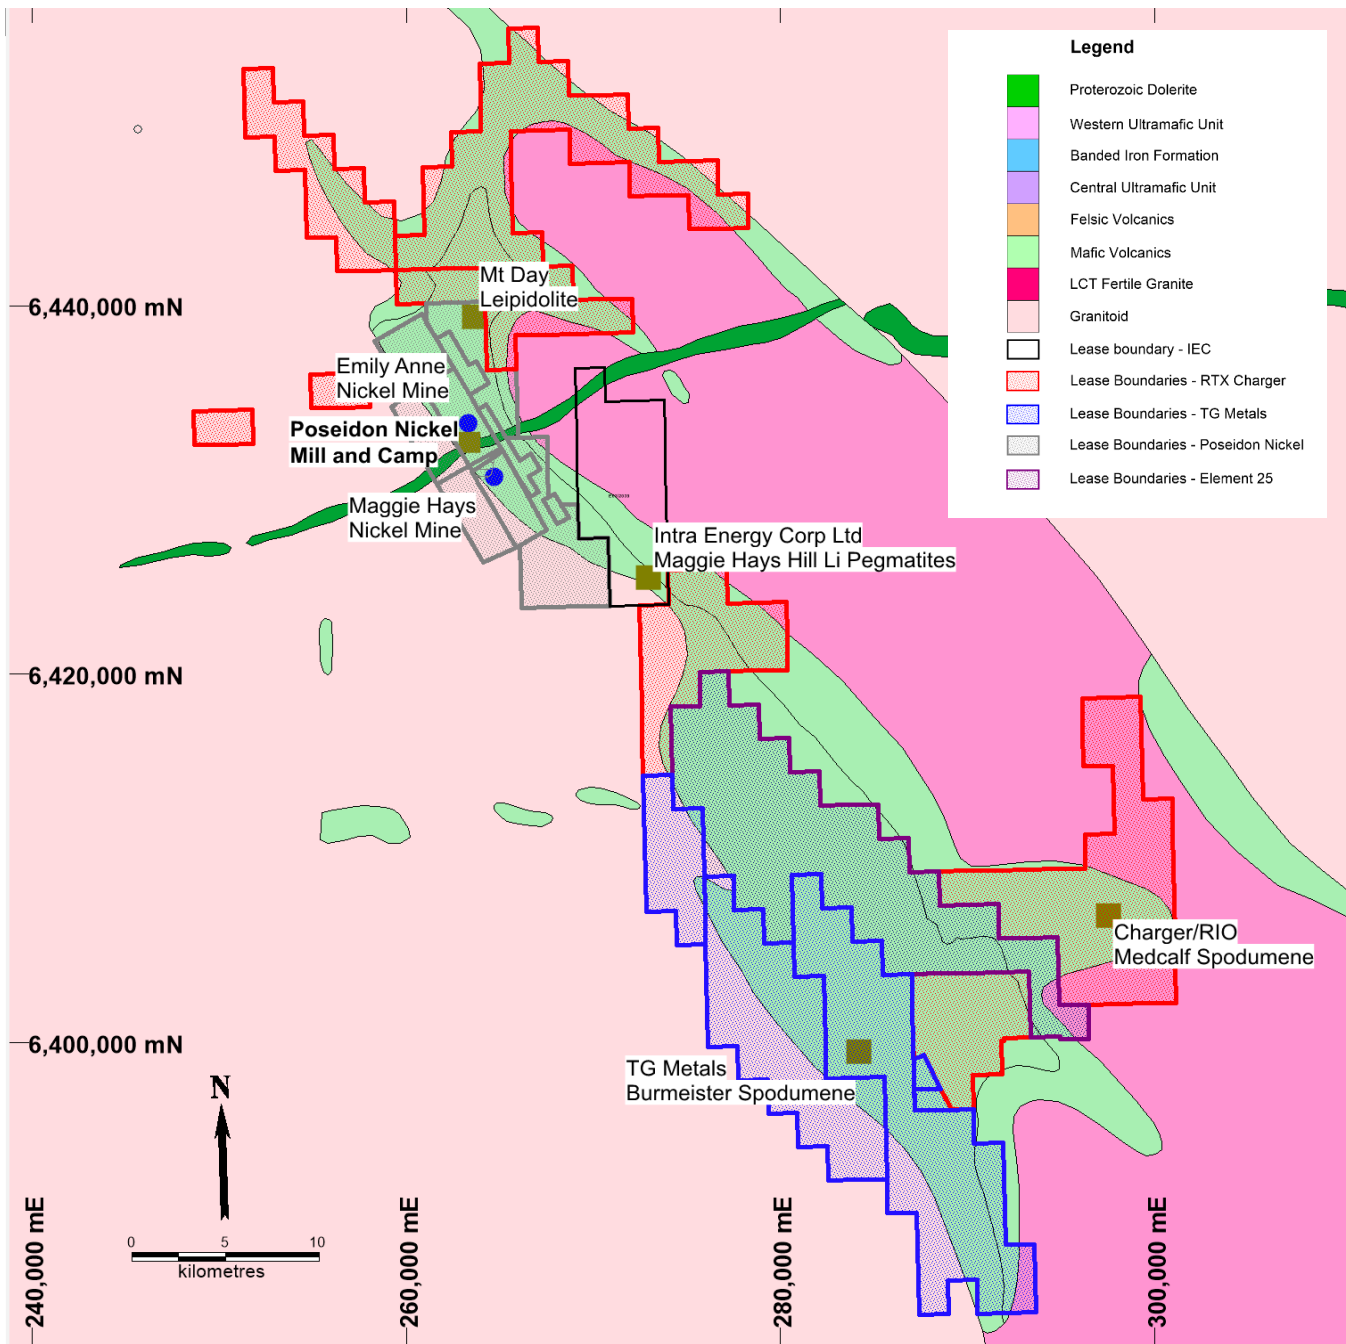 Legend
Proterozoic Dolerite
Western Ultramafic Unit
Banded Iron Formation
Central Ultramafic Unit
Felsic Volcanics
Mafic Volcanics
LCT Fertile Granite
Granitoid
Lease boundary - IEC
Lease Boundaries - RTX Charger
Lease Boundaries - TG Metals
Lease Boundaries - Poseidon Nickel
Lease Boundaries - Element 25
Mt Day
Leipidolite
6,440,000 mN
Emily Anne
Nickel Mine
Poseidon Nickel
Mill and Camp
Maggie Hays
Nickel Mine
Intra Energy Corp Ltd
Maggie Hays Hill Li Pegmatites
6,420,000 mN
Charger/RIO
Medcalf Spodumene
6,400,000 mN
TG Metals
Burmeister Spodumene
N
0 5 10
kilometres
240,000 mE
260,000 mE
280,000 mE
300,000 mE